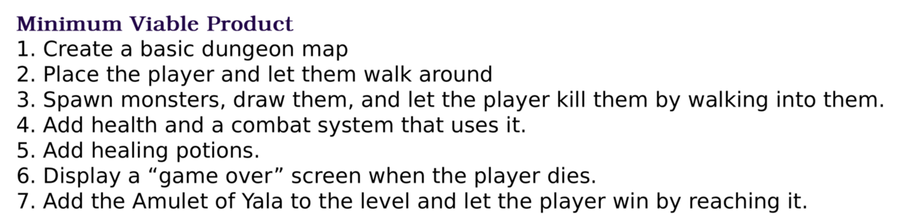 Minimum Viable Product
1. Create a basic dungeon map
2. Place the player and let them walk around
3. Spawn monsters, draw them, and let the player kill them by walking into them.
4. Add health and a combat system that uses it.
5. Add healing potions.
6. Display a “game over” screen when the player dies.
7. Add the Amulet of Yala to the level and let the player win by reaching it.